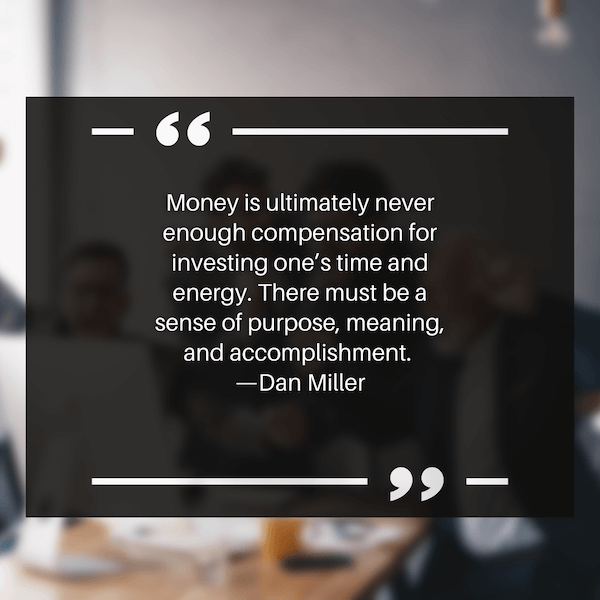 “
Money is ultimately never
enough compensation for
investing one’s time and
energy. There must be a
sense of purpose, meaning,
and accomplishment.
—Dan Miller
”